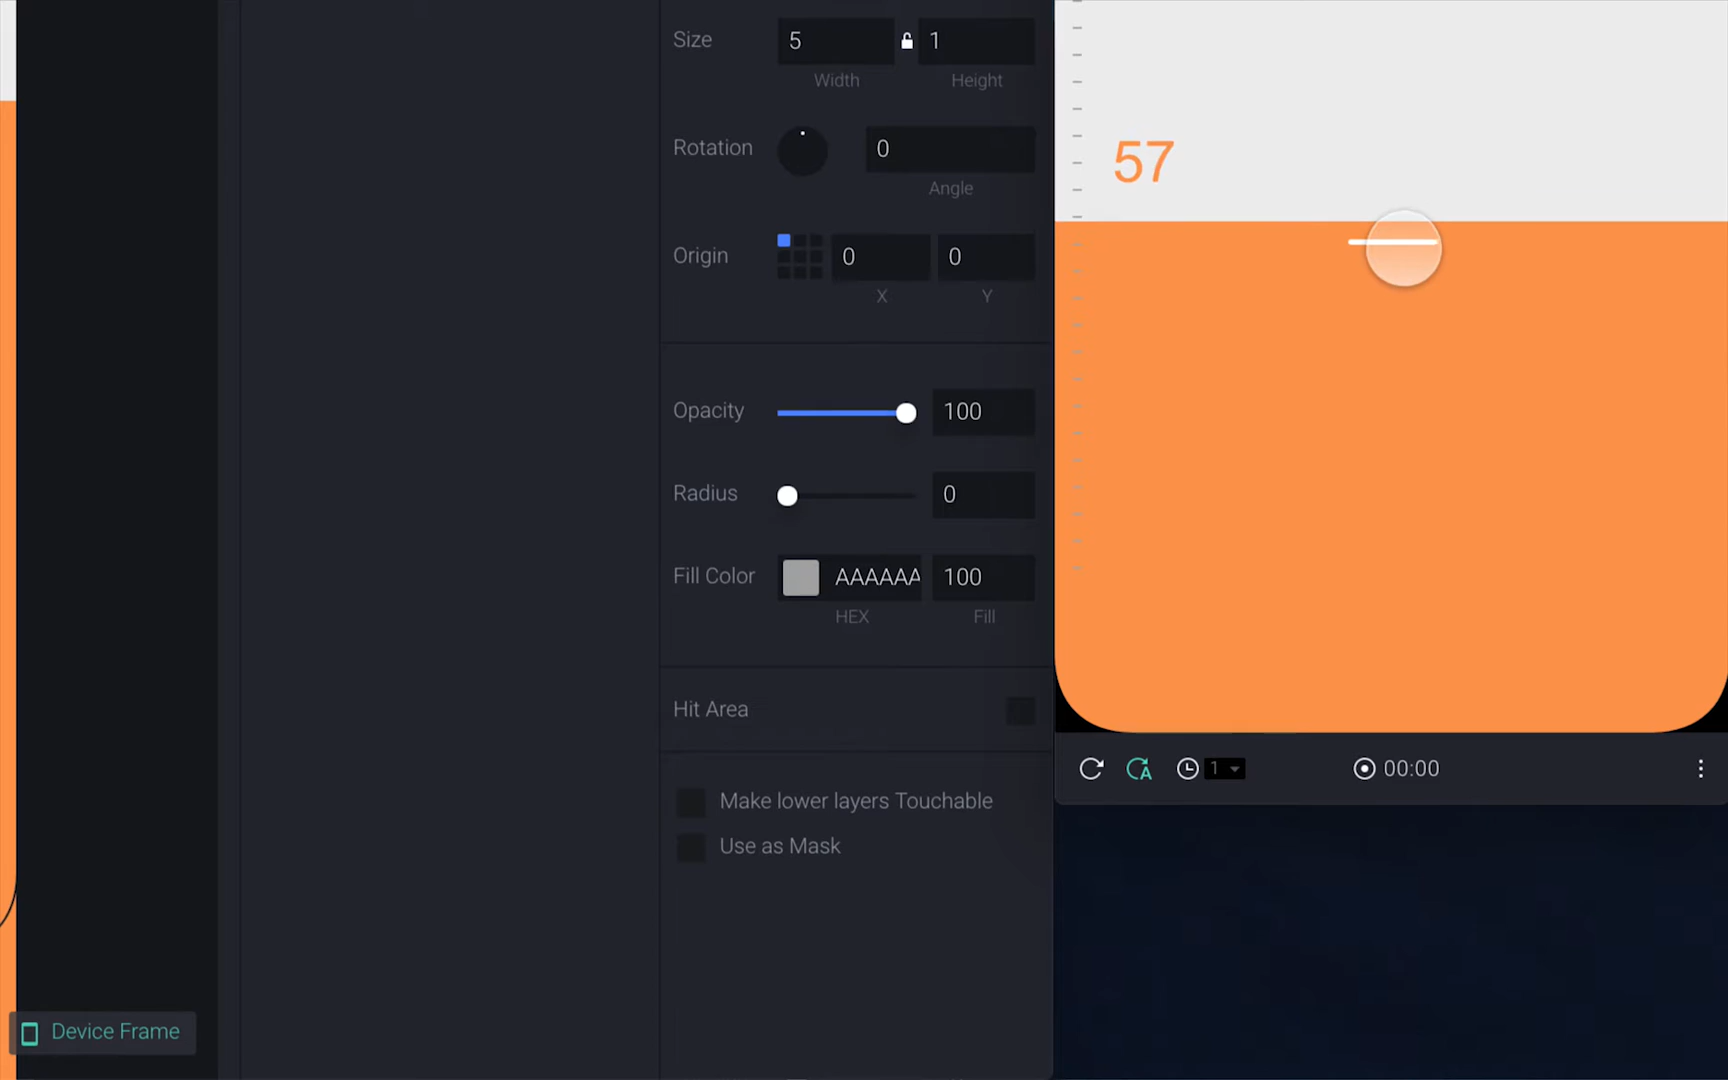 Size 5 1
Width Height
Rotation 0
Angle
Origin 0 0
X Y
Opacity 100
Radius 0
Fill Color AAAAAA 100
HEX Fill
Hit Area
Make lower layers Touchable
Use as Mask
Device Frame
57
A 1 00:00